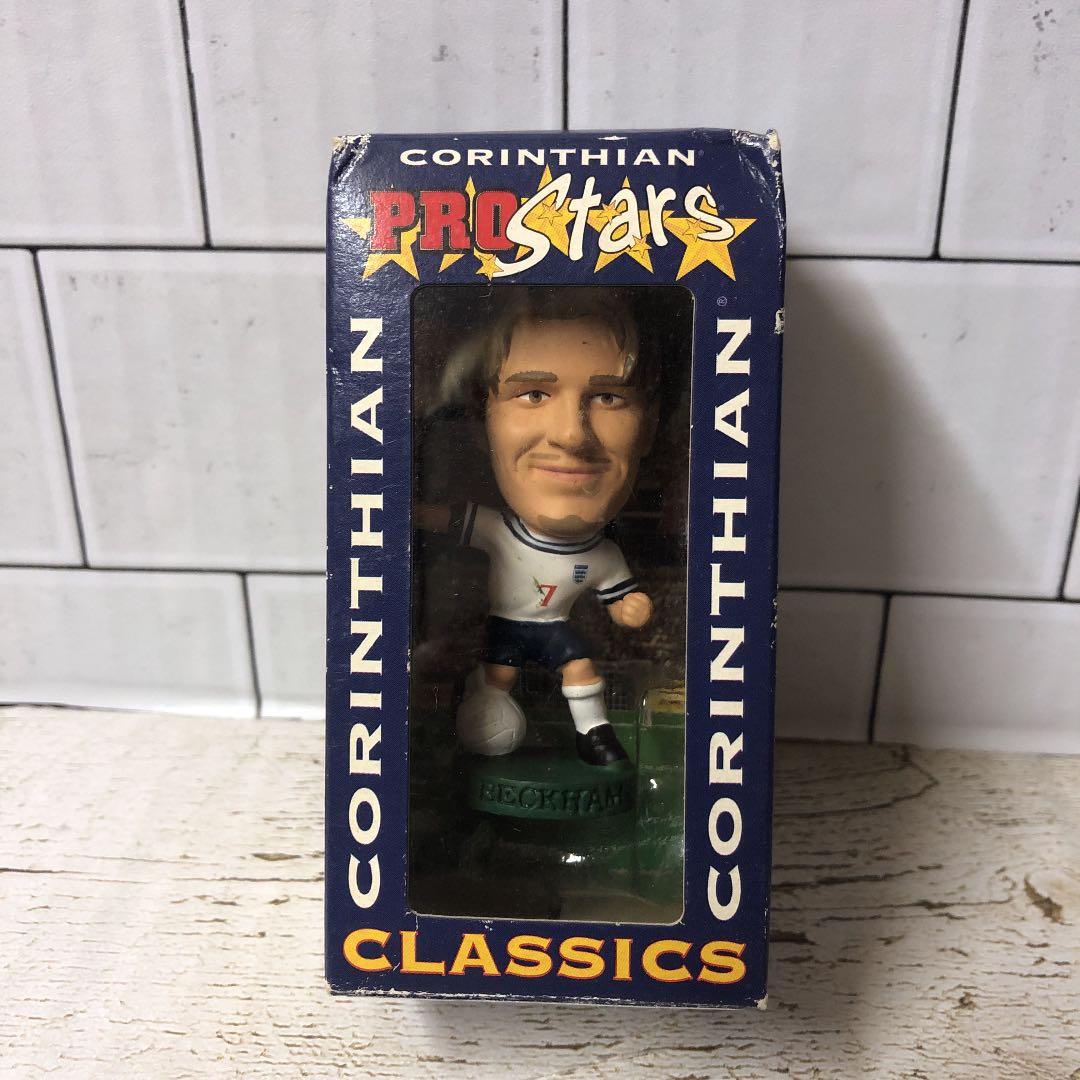 CORINTHIAN
PROStars
CORINTHIAN
CORINTHIAN
7
BECKHAM
CLASSICS